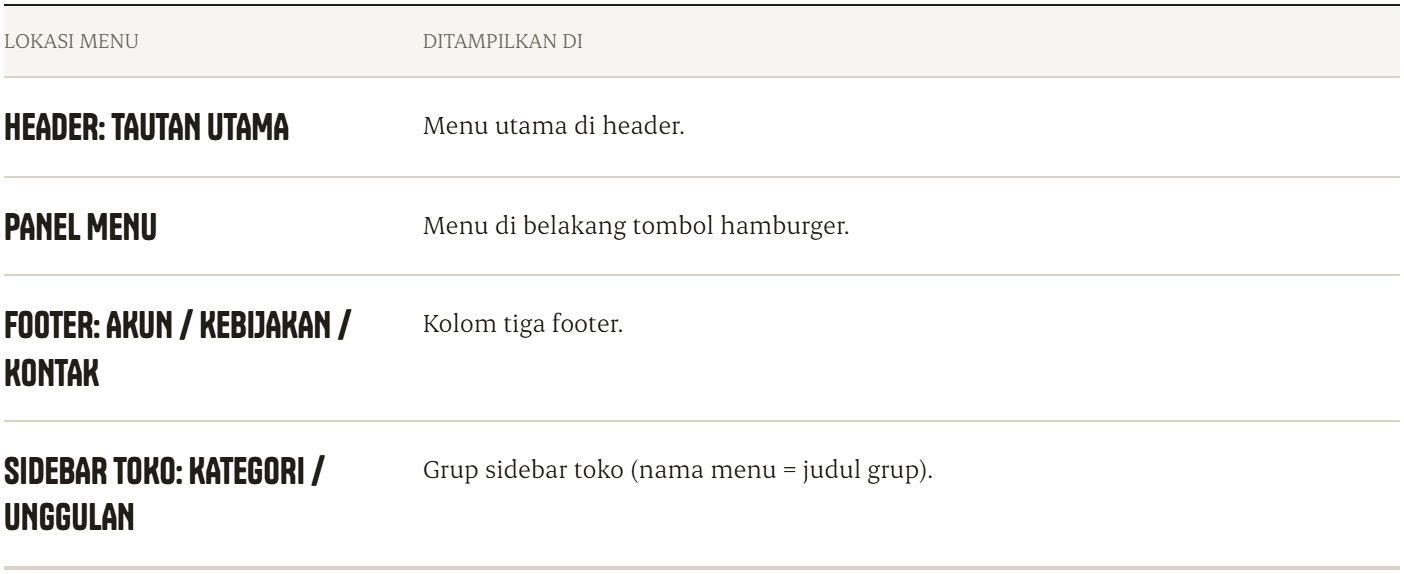 LOKASI MENU DITAMPILKAN DI
HEADER: TAUTAN UTAMA Menu utama di header.
PANEL MENU Menu di belakang tombol hamburger.
FOOTER: AKUN / KEBIJAKAN / Kolom tiga footer.
KONTAK
SIDEBAR TOKO: KATEGORI / Grup sidebar toko (nama menu = judul grup).
UNGGULAN